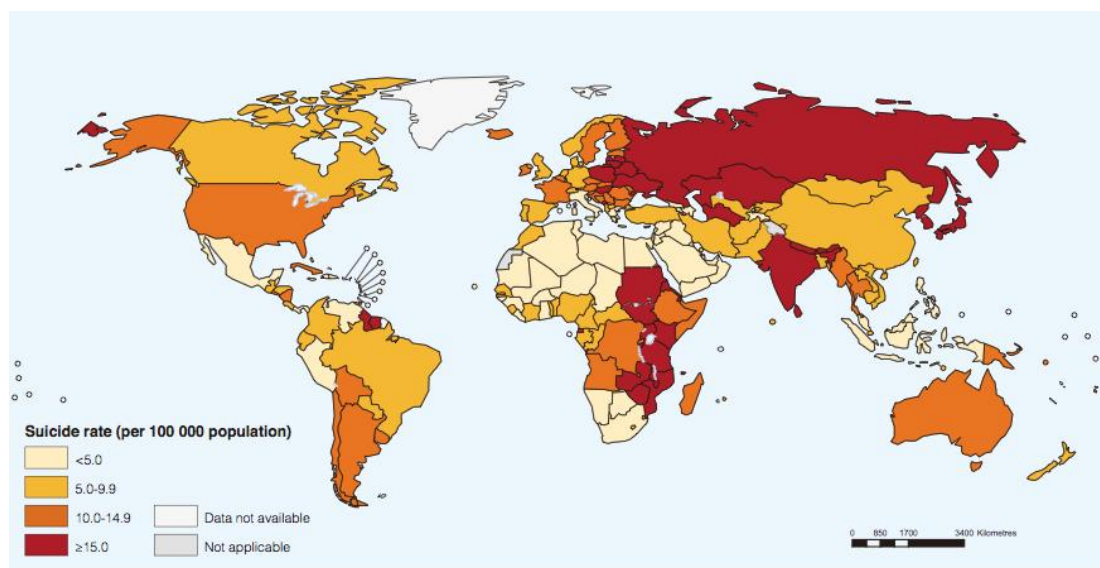 Suicide rate (per 100 000 population)
<5.0
5.0-9.9
10.0-14.9
≥15.0
Data not available
Not applicable
0 850 1700 3400 Kilometres